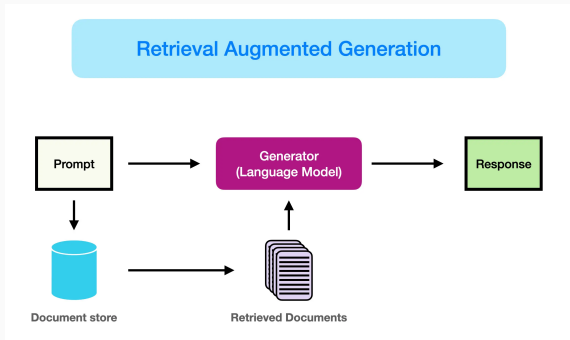 Retrieval Augmented Generation
Prompt
Generator
(Language Model)
Response
Document store
Retrieved Documents